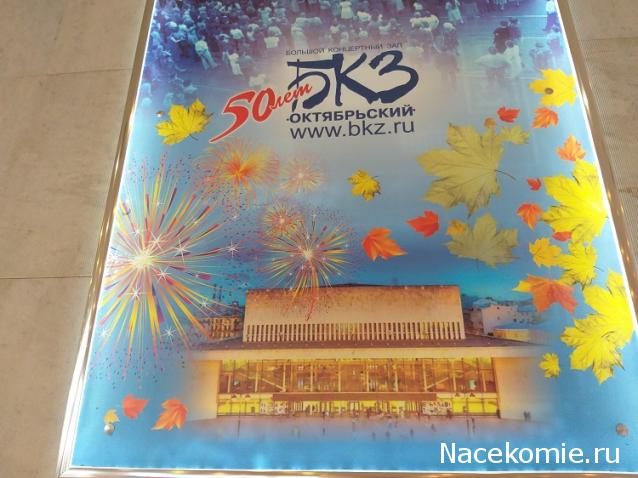 БОЛЬШОЙ КОНЦЕРТНЫЙ ЗАЛ
50 лет
БКЗ
·ОКТЯБРЬСКИЙ·
www.bkz.ru
Nacekomie.ru